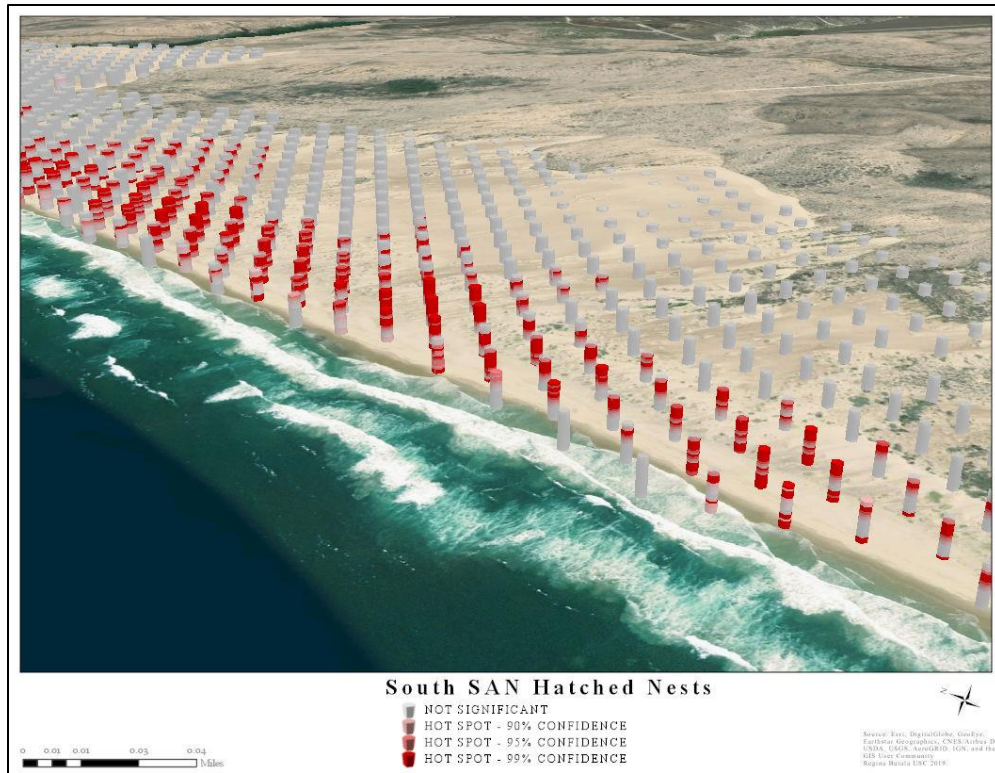 South SAN Hatched Nests
NOT SIGNIFICANT
HOT SPOT - 90% CONFIDENCE
HOT SPOT - 95% CONFIDENCE
HOT SPOT - 99% CONFIDENCE
0 0.01 0.01 0.03 0.04
Miles
N
Source: Esri, DigitalGlobe, GeoEye,
Earthstar Geographics, CNES/Airbus D
USDA, USGS, AeroGRID, IGN, and the
GIS User Community
Regina USC 2019